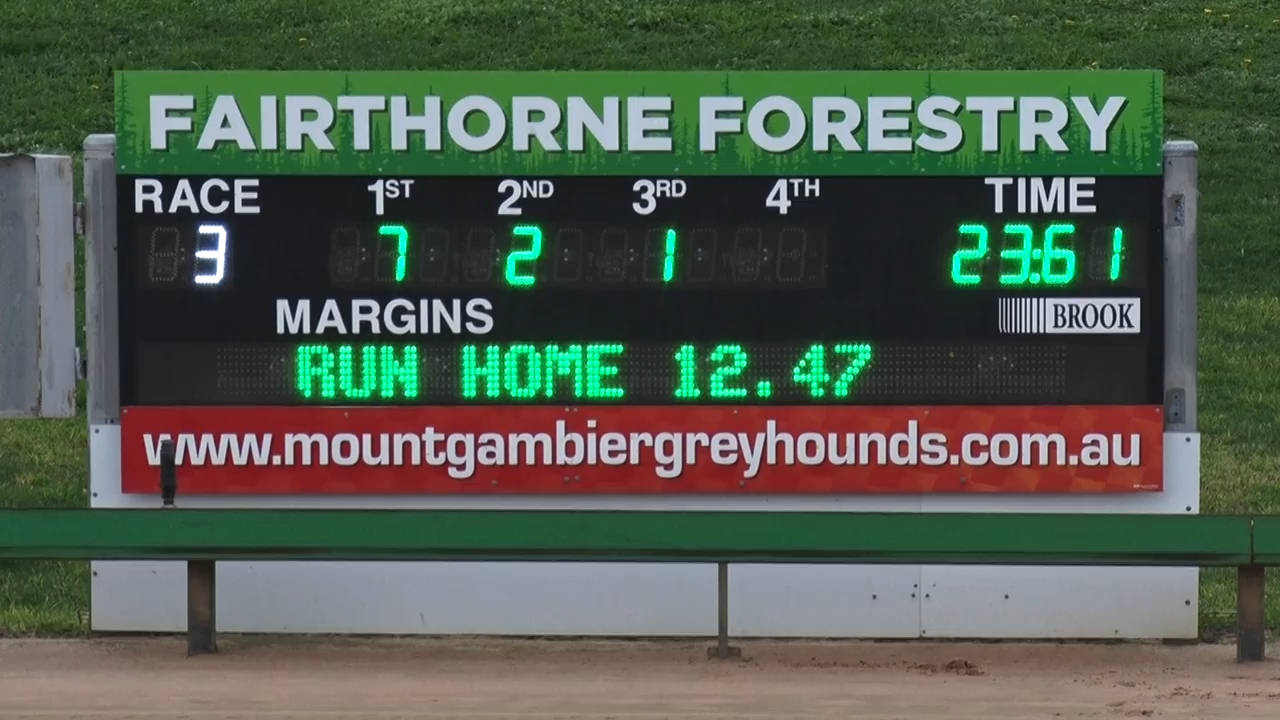 FAIRTHORNE FORESTRY
RACE 1ST 2ND 3RD 4TH TIME
3 7 2 1 23:61
MARGINS
BROOK
RUN HOME 12.47
www.mountgambiergreyhounds.com.au